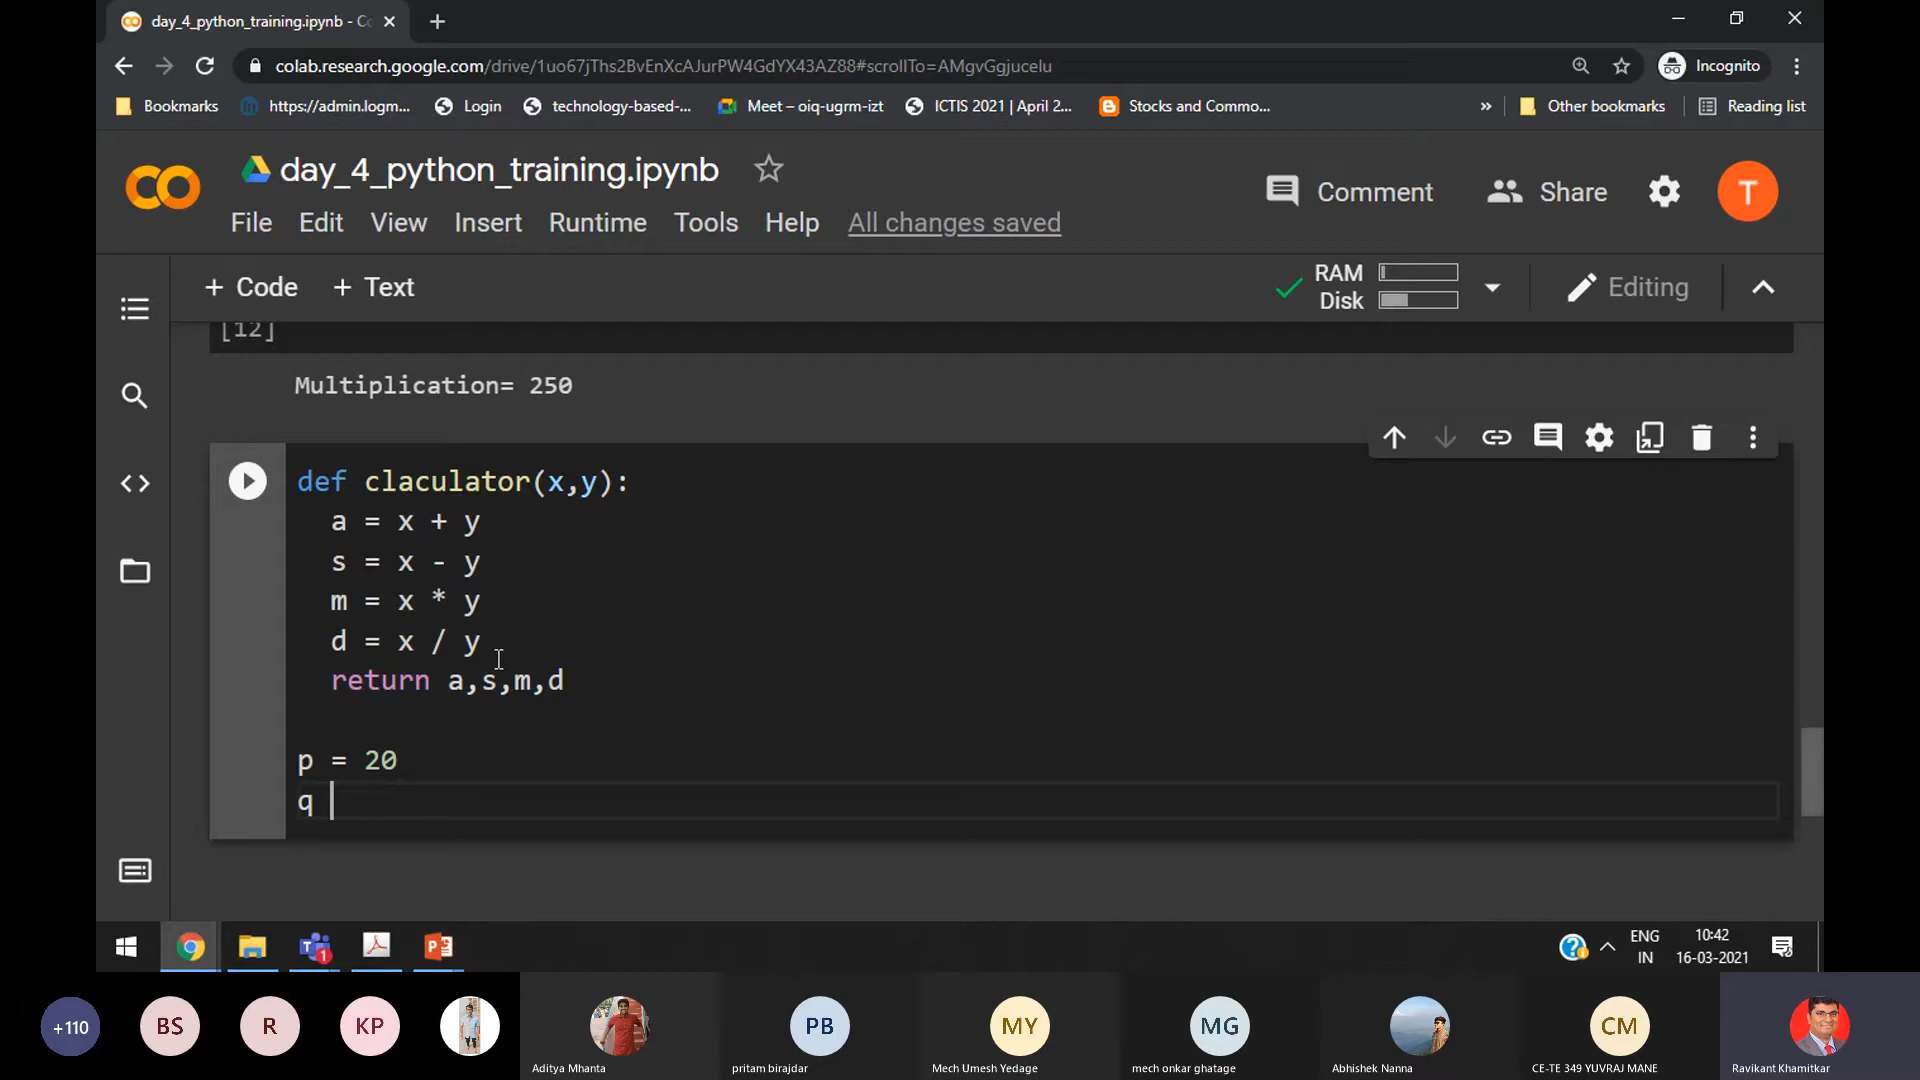 day_4_python_training.ipynb - Co
colab.research.google.com/drive/1uo67jThs2BvEnXcAJurPW4GdYX43AZ88#scrollTo=AMgvGgjucelu
Incognito
Bookmarks
https://admin.logm...
Login
technology-based-...
Meet – oiq-ugrm-izt
ICTIS 2021 | April 2...
Stocks and Commo...
»
Other bookmarks
Reading list
day_4_python_training.ipynb
Comment
Share
T
File Edit View Insert Runtime Tools Help All changes saved
+ Code + Text
RAM
Disk
Editing
[12]
Multiplication= 250
def claculator(x,y):
a = x + y
s = x - y
m = x * y
d = x / y
return a,s,m,d
p = 20
q
1
ENG
IN
10:42
16-03-2021
+110
BS
R
KP
PB
MY
MG
CM
Aditya Mhanta
pritam birajdar
Mech Umesh Yedage
mech onkar ghatage
Abhishek Nanna
CE-TE 349 YUVRAJ MANE
Ravikant Khamitkar